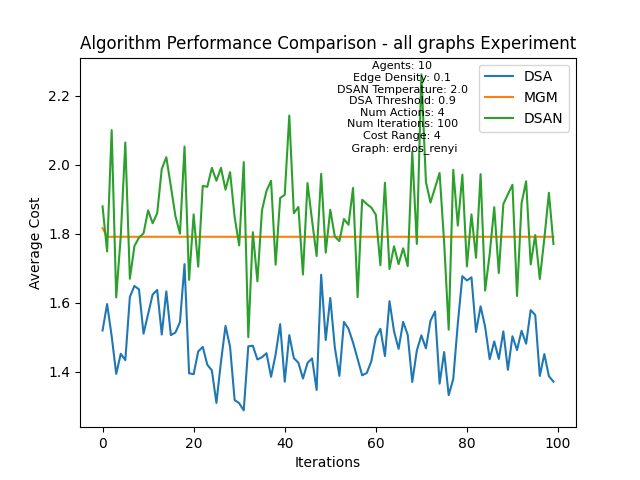 Algorithm Performance Comparison - all graphs Experiment
Agents: 10
Edge Density: 0.1
DSAN Temperature: 2.0
DSA Threshold: 0.9
Num Actions: 4
Num Iterations: 100
Cost Range: 4
Graph: erdos_renyi
DSA
MGM
DSAN
Average Cost
2.2
2.0
1.8
1.6
1.4
0 20 40 60 80 100
Iterations